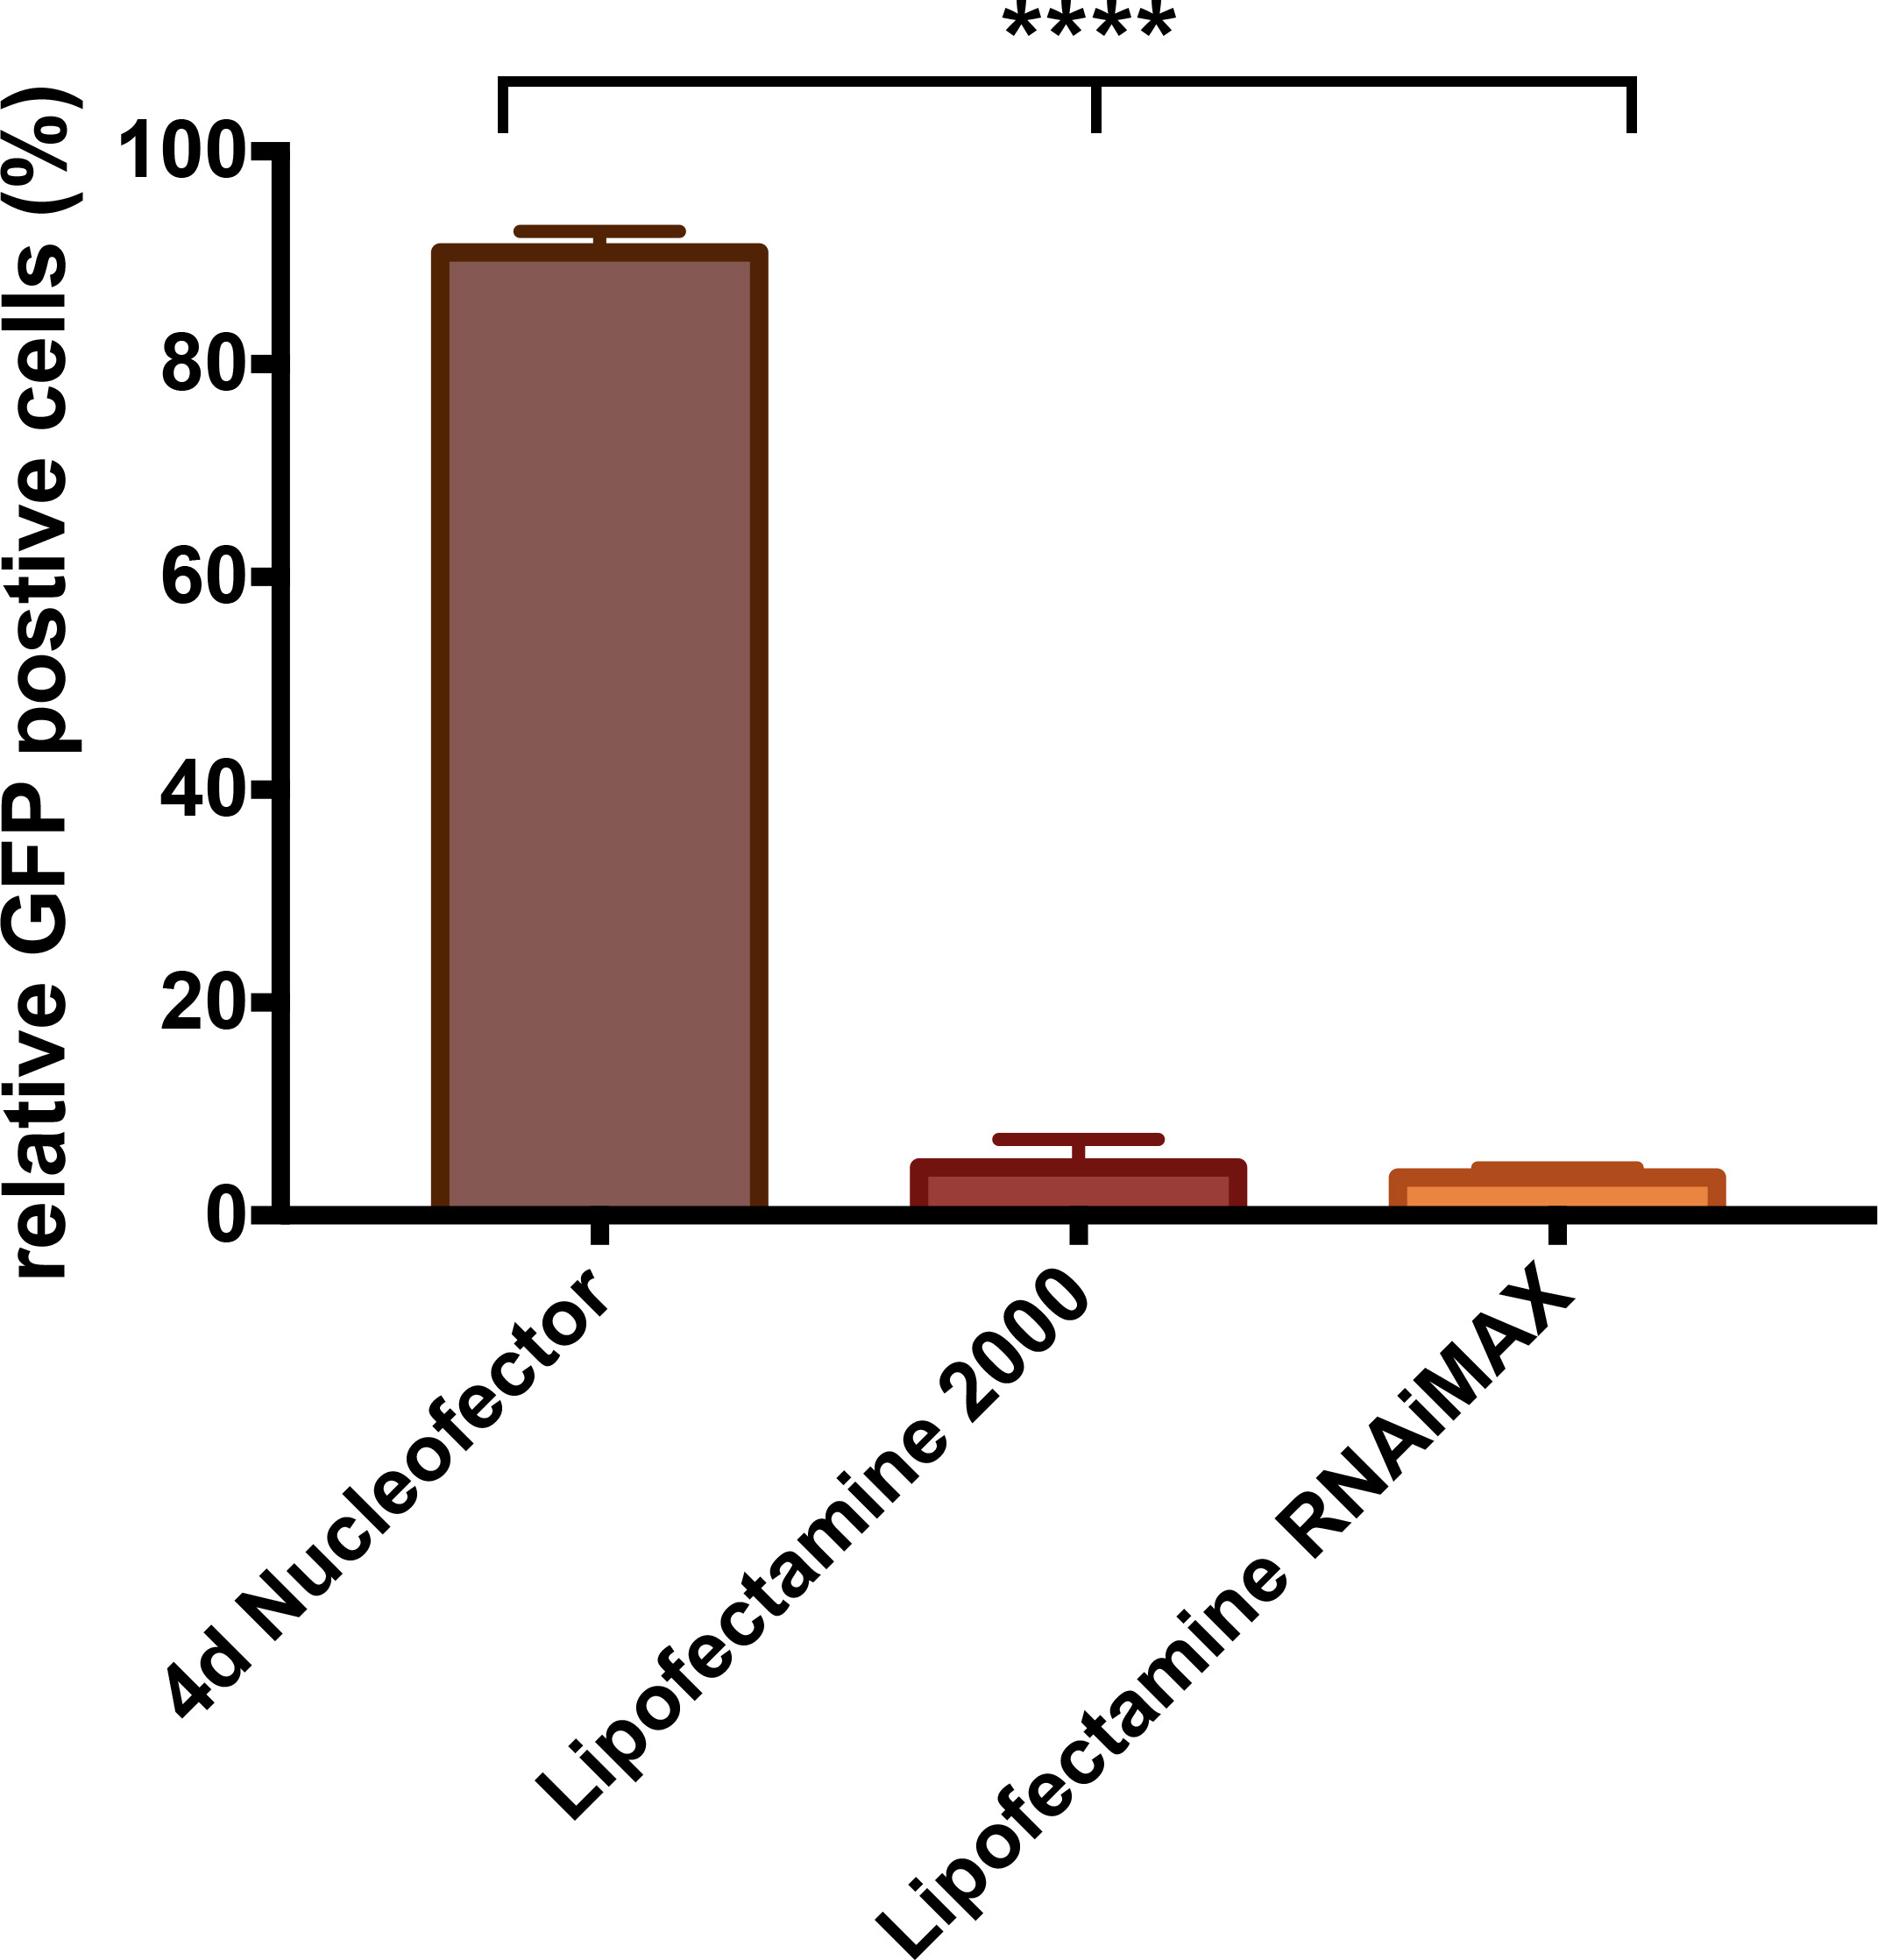 ****
relative GFP postive cells (%)
100
80
60
40
20
0
4d Nucleofector
Lipofectamine 2000
Lipofectamine RNAiMAX